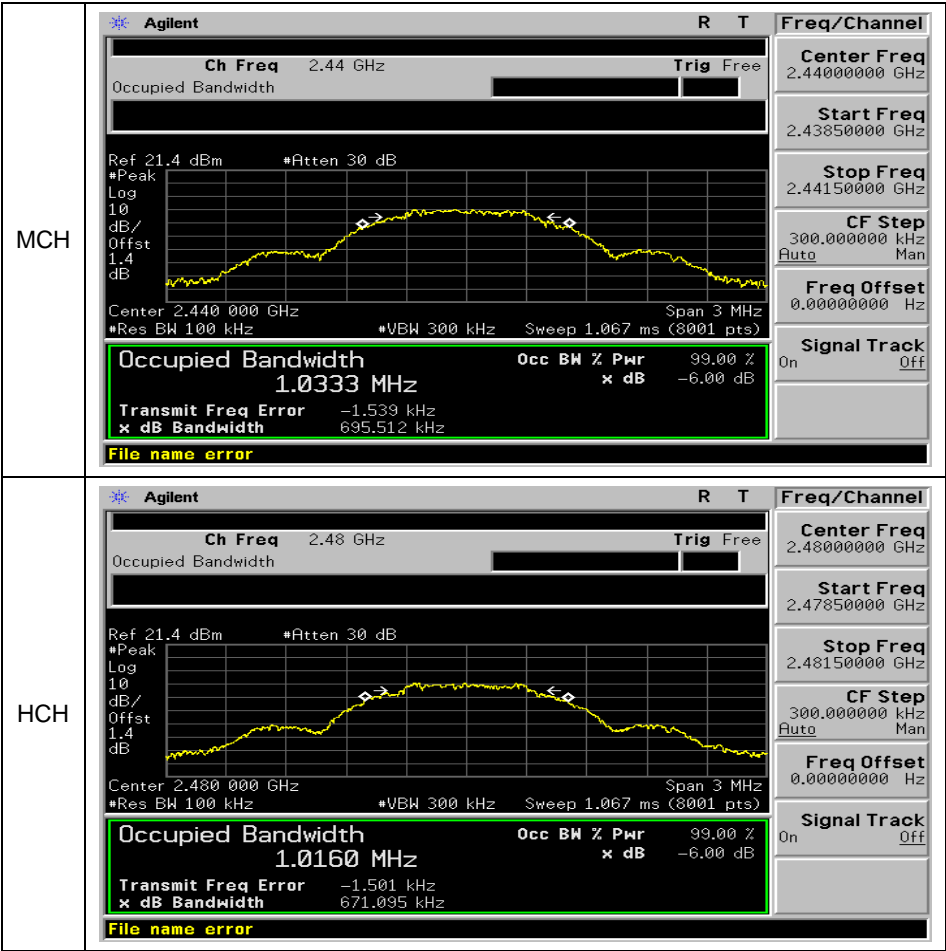 MCH
Agilent R T Freq/Channel
Ch Freq 2.44 GHz Trig Free
Occupied Bandwidth
Center Freq
2.44000000 GHz
Start Freq
2.43850000 GHz
Stop Freq
2.44150000 GHz
CF Step
300.000000 kHz
Auto Man
Freq Offset
0.00000000 Hz
Signal Track
On Off
Ref 21.4 dBm #Atten 30 dB
#Peak
Log
10
dB/
Offst
1.4
dB
Center 2.440 000 GHz Span 3 MHz
#Res BW 100 kHz #VBW 300 kHz Sweep 1.067 ms (8001 pts)
Occupied Bandwidth Occ BW % Pwr 99.00 %
1.0333 MHz x dB -6.00 dB
Transmit Freq Error -1.539 kHz
x dB Bandwidth 695.512 kHz
File name error
HCH
Agilent R T Freq/Channel
Ch Freq 2.48 GHz Trig Free
Occupied Bandwidth
Center Freq
2.48000000 GHz
Start Freq
2.47850000 GHz
Stop Freq
2.48150000 GHz
CF Step
300.000000 kHz
Auto Man
Freq Offset
0.00000000 Hz
Signal Track
On Off
Ref 21.4 dBm #Atten 30 dB
#Peak
Log
10
dB/
Offst
1.4
dB
Center 2.480 000 GHz Span 3 MHz
#Res BW 100 kHz #VBW 300 kHz Sweep 1.067 ms (8001 pts)
Occupied Bandwidth Occ BW % Pwr 99.00 %
1.0160 MHz x dB -6.00 dB
Transmit Freq Error -1.501 kHz
x dB Bandwidth 671.095 kHz
File name error